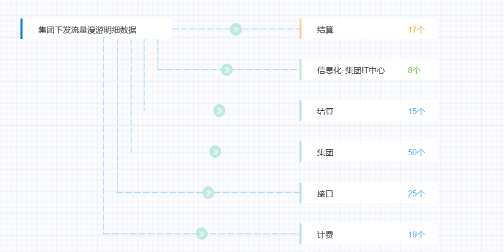 集团下发流量漫游明细数据
结算
17个
信息化-集团IT中心
8个
结算
15个
集团
50个
接口
25个
计费
19个